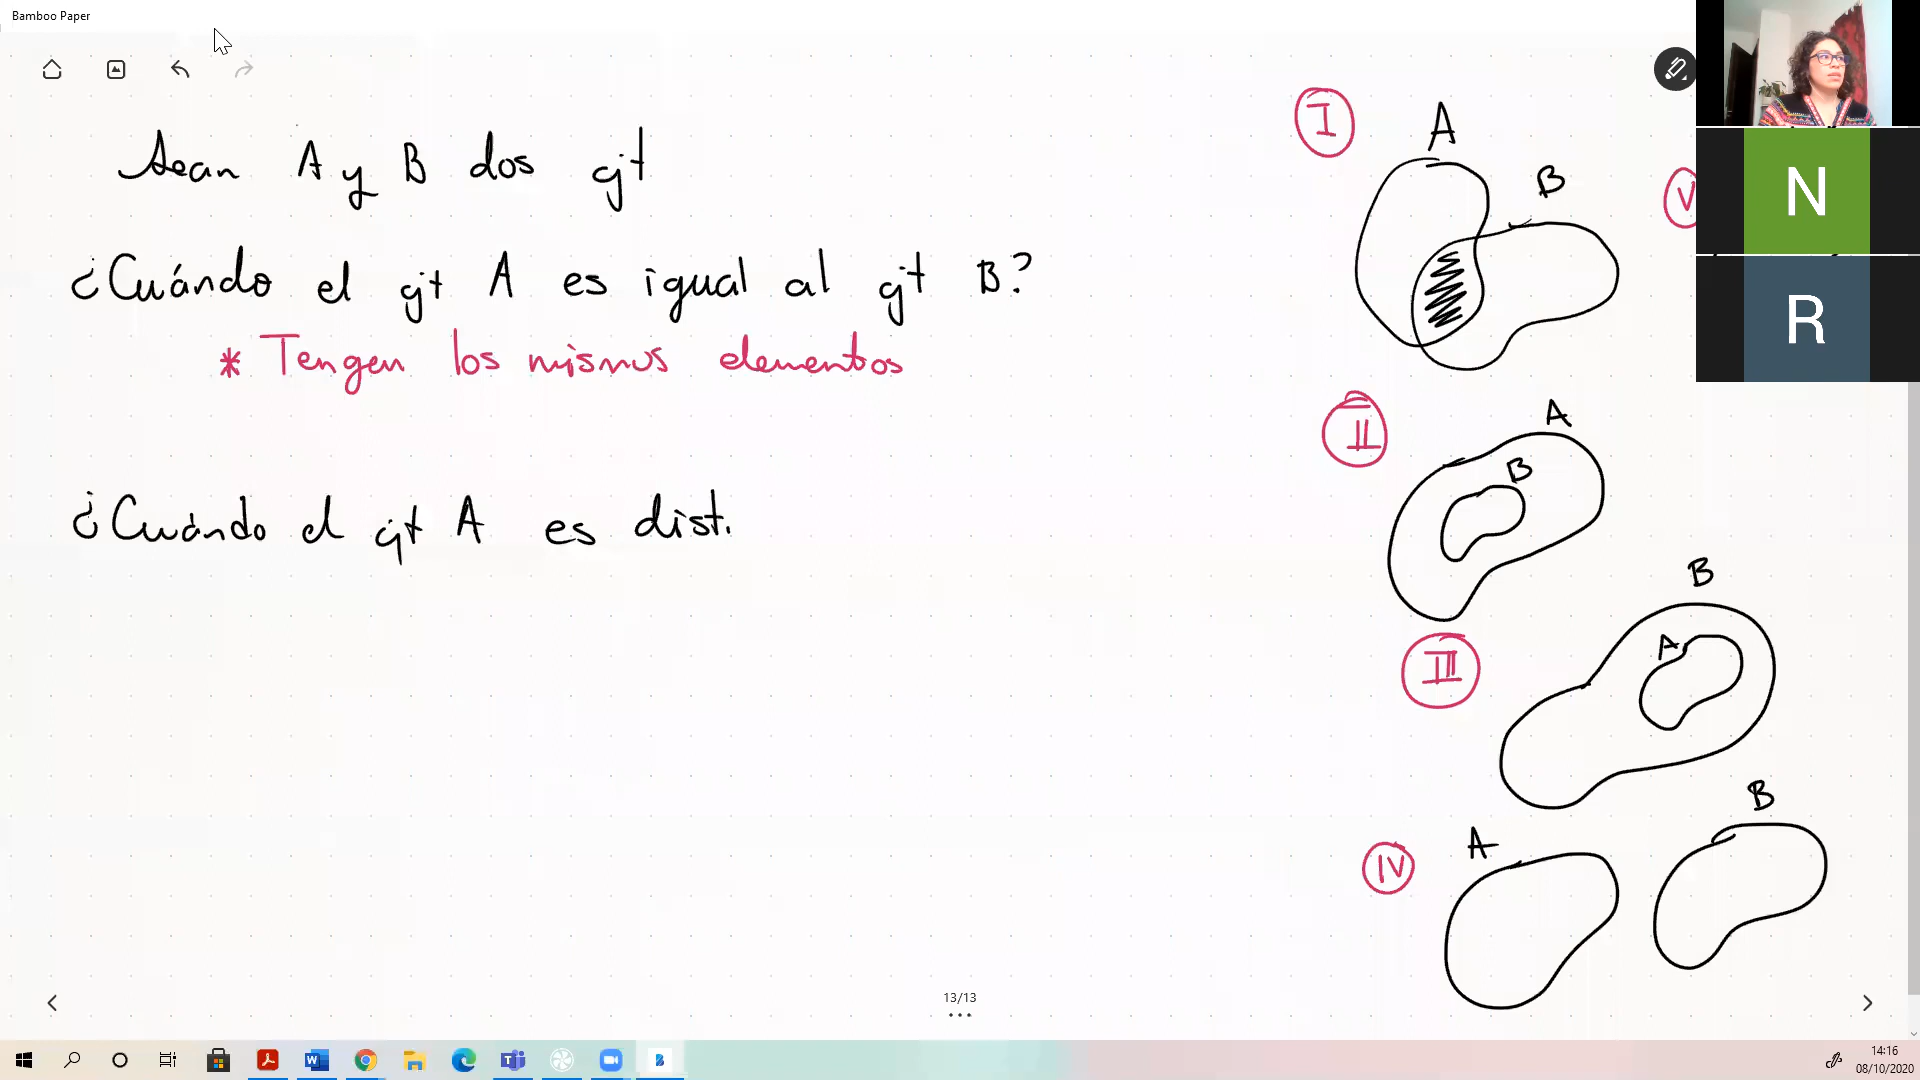 Bamboo Paper
Sean A y B dos cjt
¿Cuándo el cjt A es igual al cjt B?
* Tengen los mismos elementos
¿Cuándo el cjt A es dist.
I
A
B
V
II
A
B
III
B
A
IV
A
B
N
R
13/13
14:16
08/10/2020